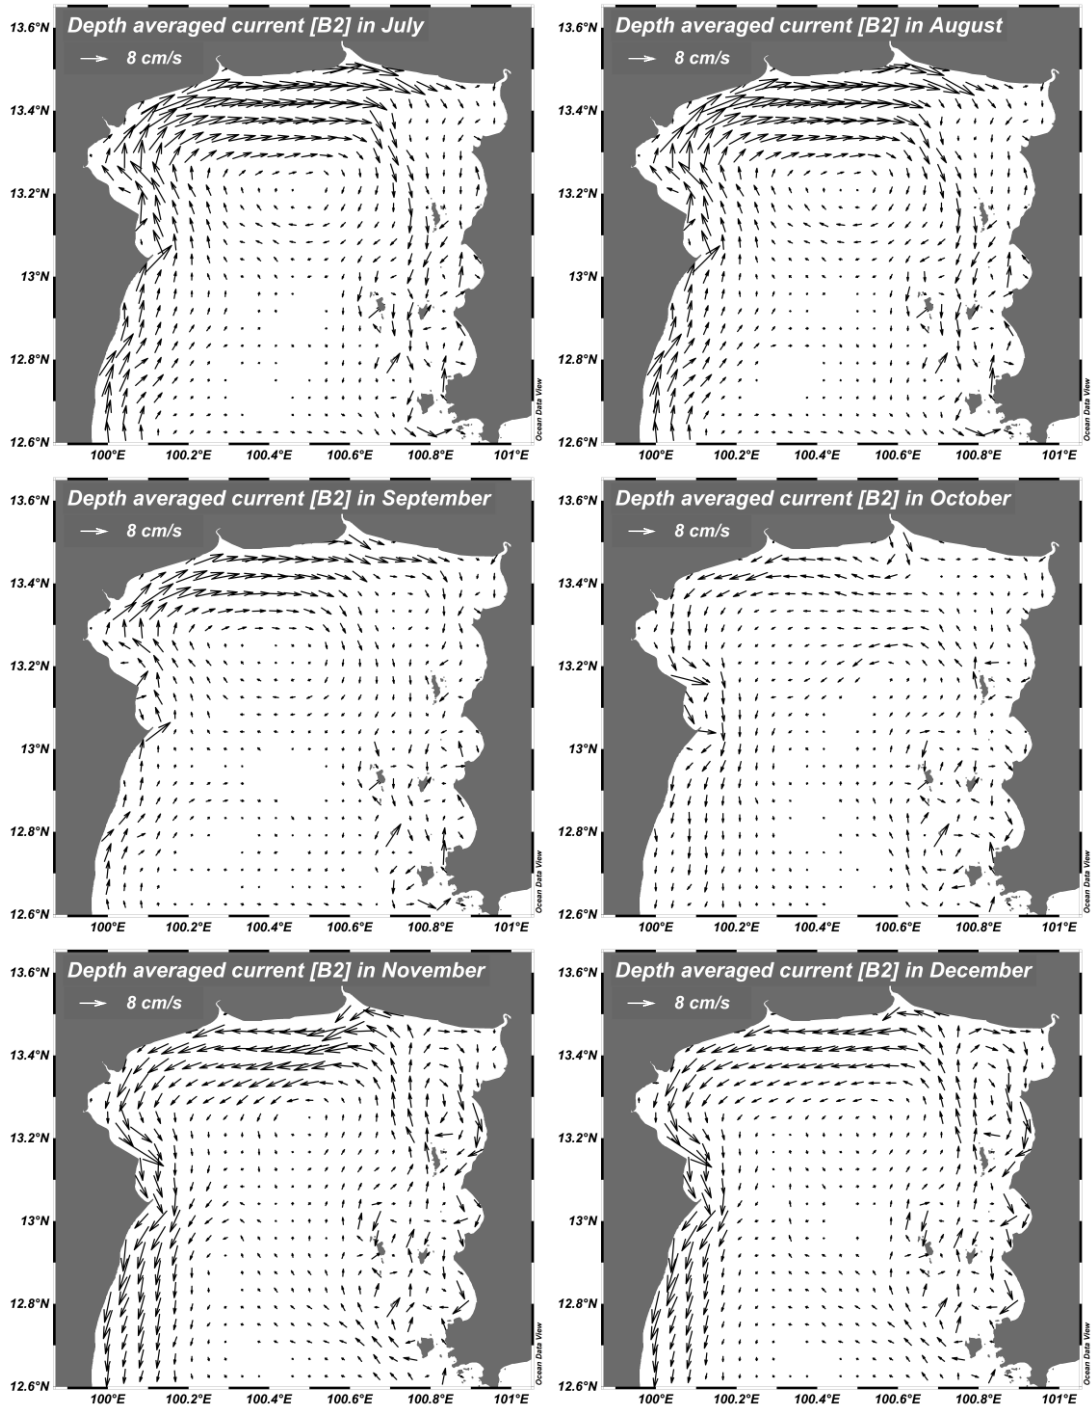 Depth averaged current [B2] in July
8 cm/s
13.6°N
13.4°N
13.2°N
13°N
12.8°N
12.6°N
100°E 100.2°E 100.4°E 100.6°E 100.8°E 101°E
Ocean Data View
Depth averaged current [B2] in August
8 cm/s
13.6°N
13.4°N
13.2°N
13°N
12.8°N
12.6°N
100°E 100.2°E 100.4°E 100.6°E 100.8°E 101°E
Ocean Data View
Depth averaged current [B2] in September
8 cm/s
13.6°N
13.4°N
13.2°N
13°N
12.8°N
12.6°N
100°E 100.2°E 100.4°E 100.6°E 100.8°E 101°E
Ocean Data View
Depth averaged current [B2] in October
8 cm/s
13.6°N
13.4°N
13.2°N
13°N
12.8°N
12.6°N
100°E 100.2°E 100.4°E 100.6°E 100.8°E 101°E
Ocean Data View
Depth averaged current [B2] in November
8 cm/s
13.6°N
13.4°N
13.2°N
13°N
12.8°N
12.6°N
100°E 100.2°E 100.4°E 100.6°E 100.8°E 101°E
Ocean Data View
Depth averaged current [B2] in December
8 cm/s
13.6°N
13.4°N
13.2°N
13°N
12.8°N
12.6°N
100°E 100.2°E 100.4°E 100.6°E 100.8°E 101°E
Ocean Data View